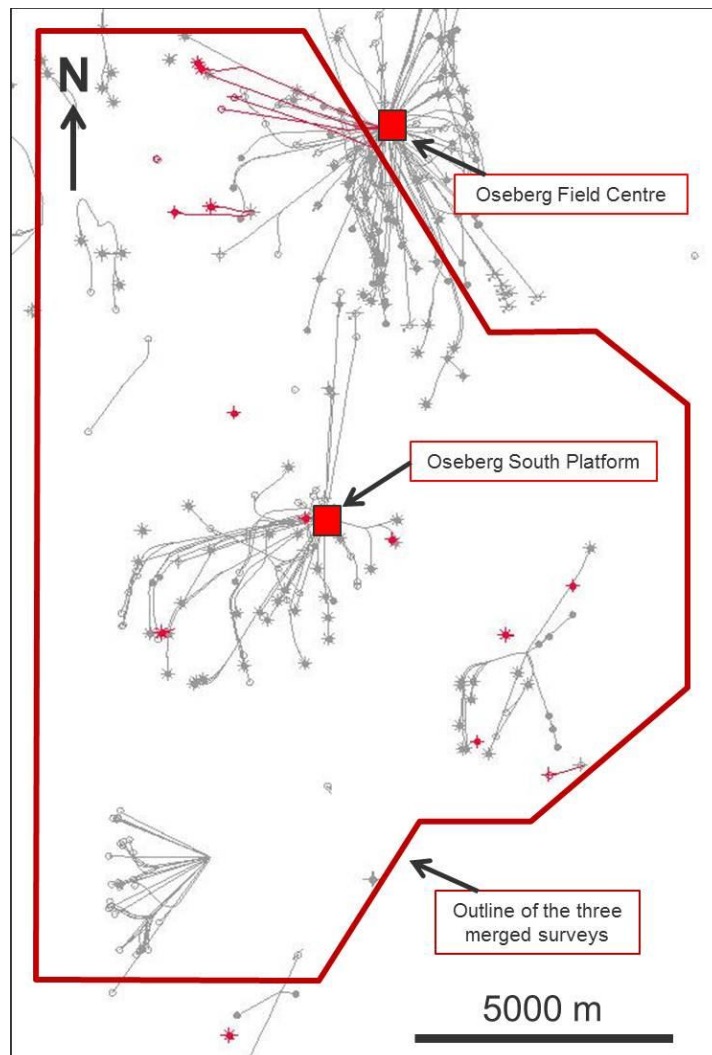 N
Oseberg Field Centre
Oseberg South Platform
Outline of the three
merged surveys
5000 m